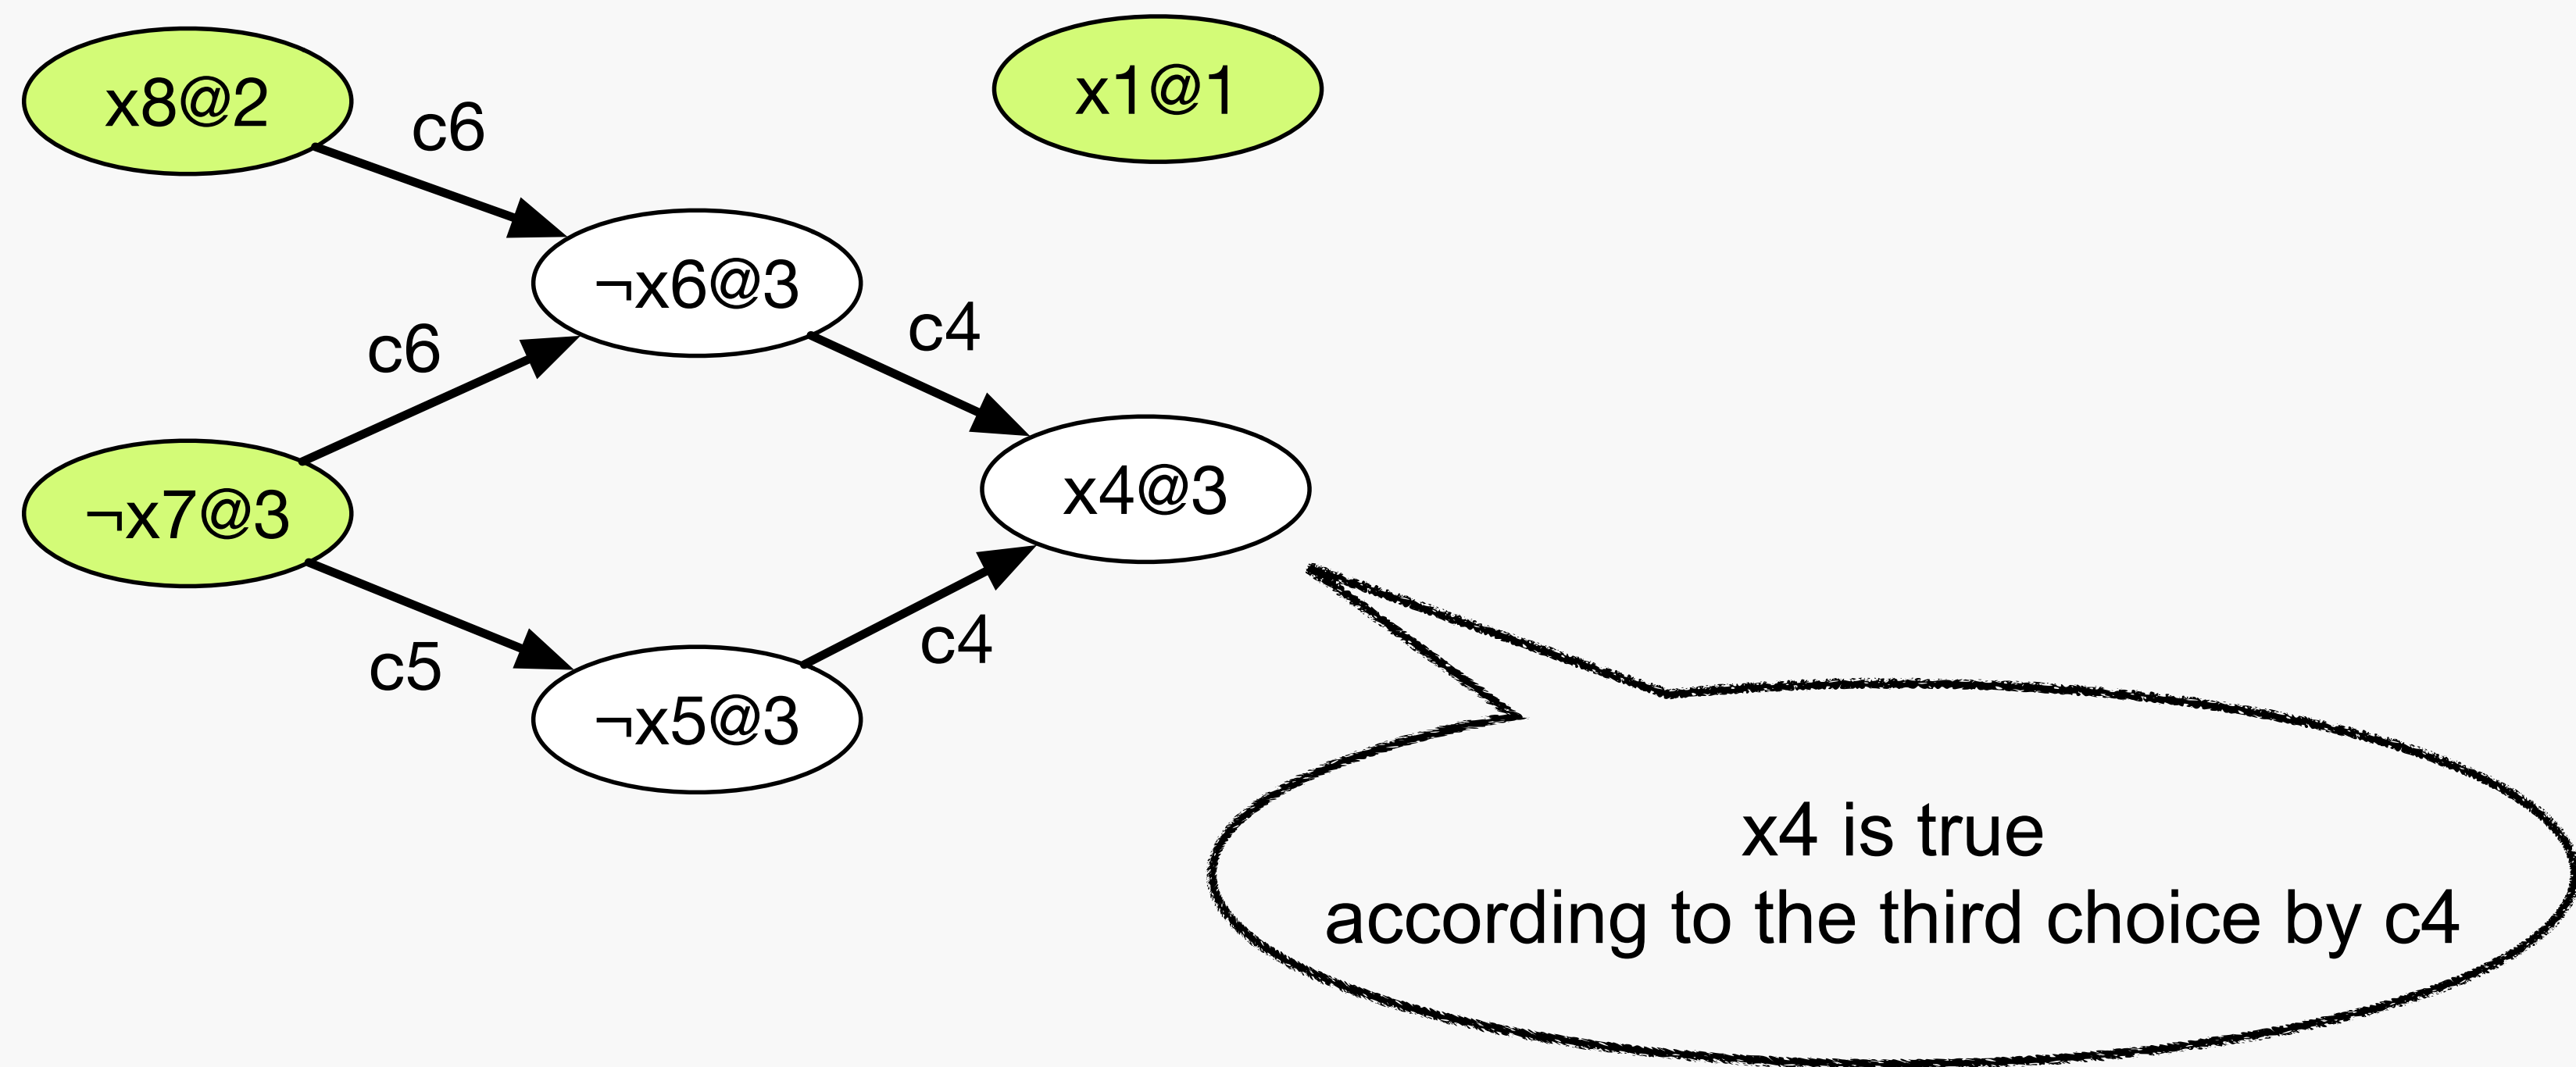 x8@2
x1@1
c6
¬x6@3
c6
c4
¬x7@3
x4@3
c5
c4
¬x5@3
x4 is true
according to the third choice by c4